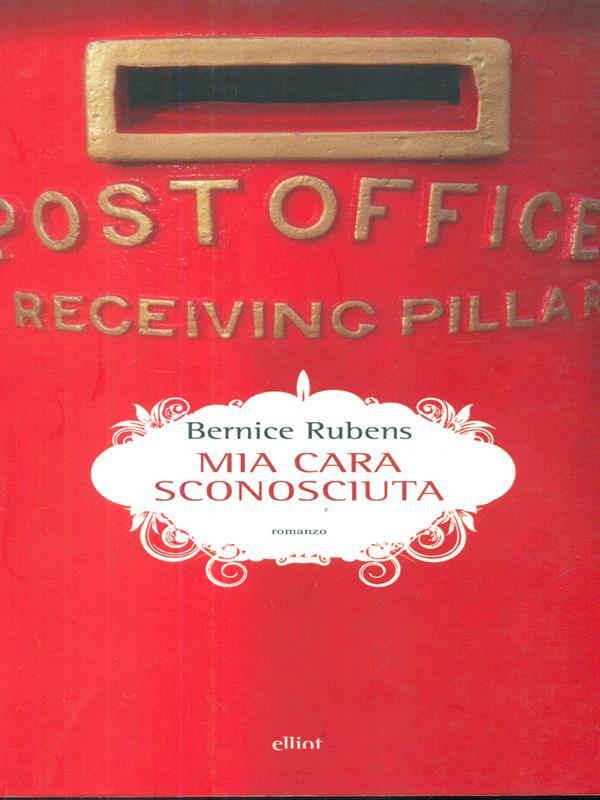 POST OFFICE
RECEIVING PILLAR
Bernice Rubens
MIA CARA
SCONOSCIUTA
romanzo
elliot